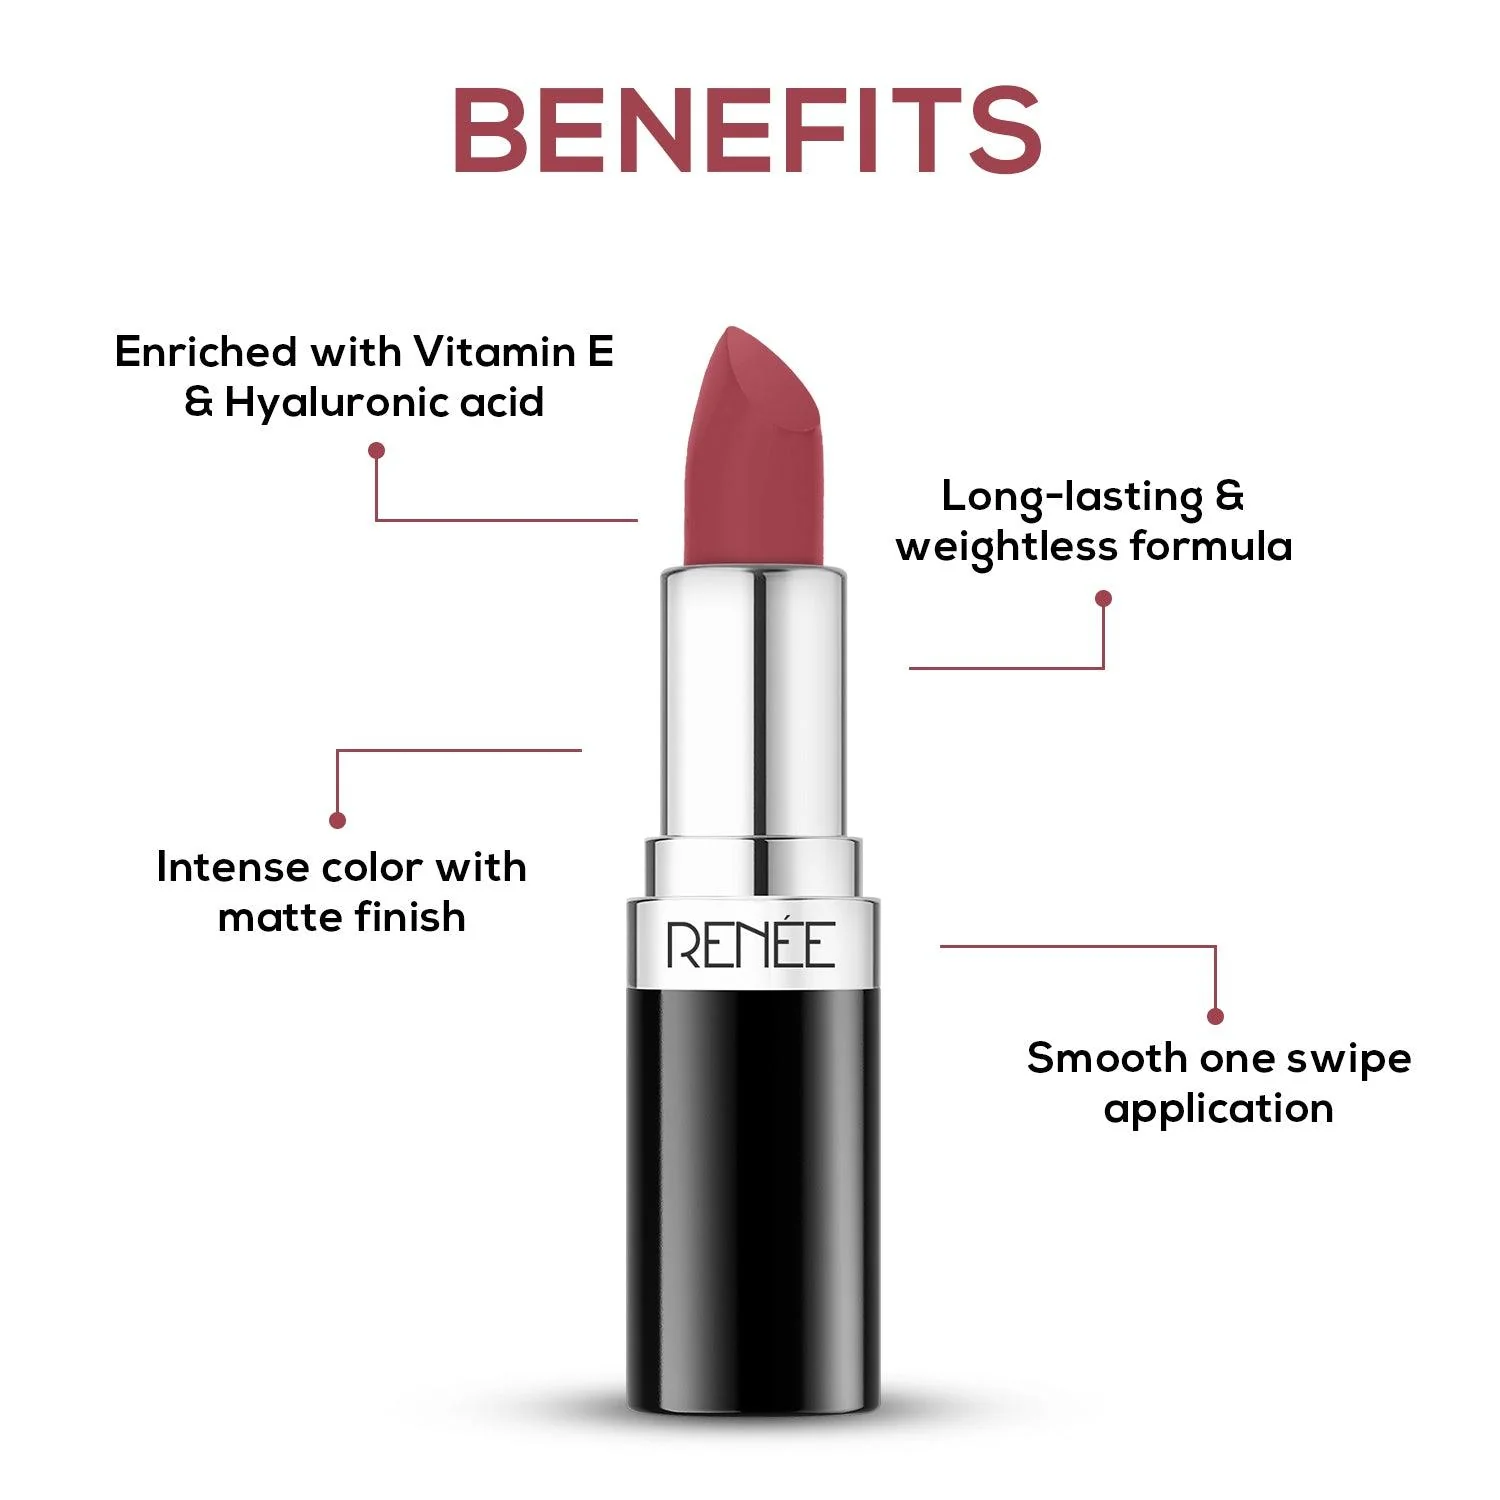 BENEFITS
Enriched with Vitamin E
& Hyaluronic acid
Long-lasting &
weightless formula
Intense color with
matte finish
RENÉE
Smooth one swipe
application